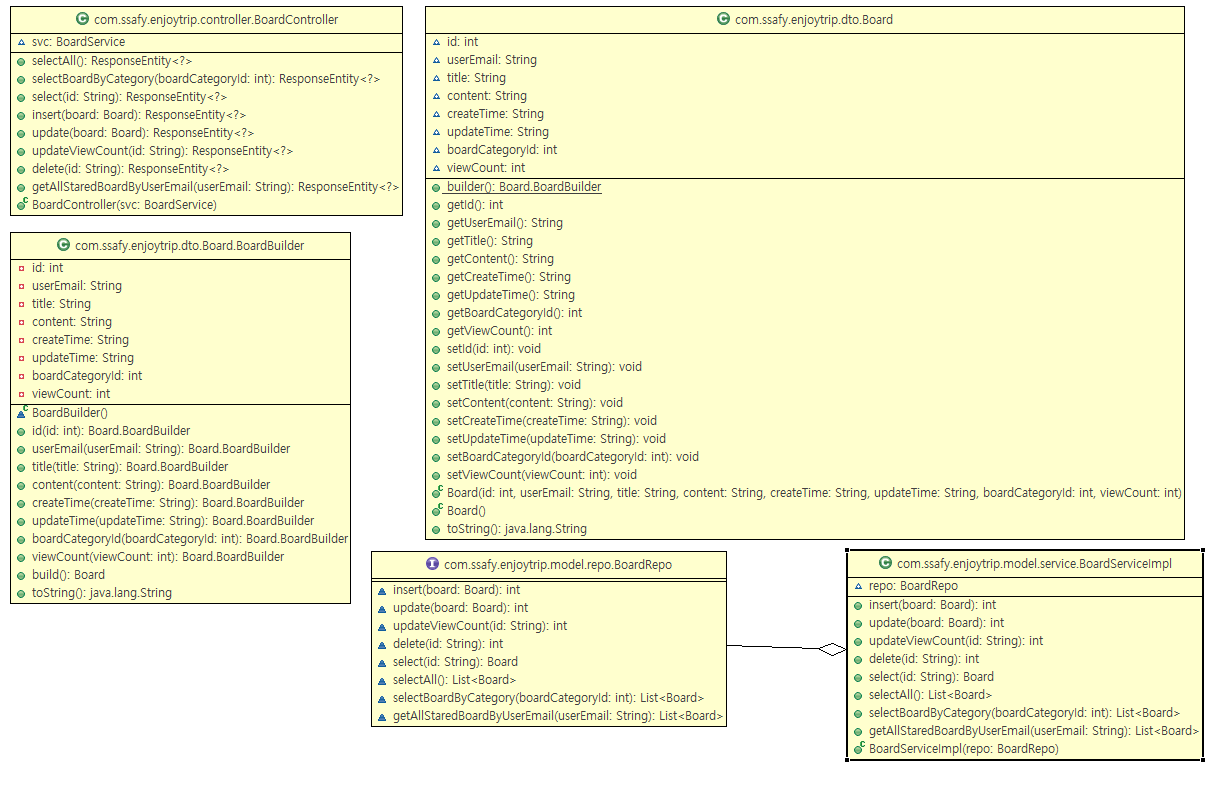 com.ssafy.enjoytrip.controller.BoardController
svc: BoardService
selectAll(): ResponseEntity<?>
selectBoardByCategory(boardCategoryId: int): ResponseEntity<?>
select(id: String): ResponseEntity<?>
insert(board: Board): ResponseEntity<?>
update(board: Board): ResponseEntity<?>
updateViewCount(id: String): ResponseEntity<?>
delete(id: String): ResponseEntity<?>
getAllStaredBoardByUserEmail(userEmail: String): ResponseEntity<?>
BoardController(svc: BoardService)
com.ssafy.enjoytrip.dto.Board.BoardBuilder
id: int
userEmail: String
title: String
content: String
createTime: String
updateTime: String
boardCategoryId: int
viewCount: int
BoardBuilder()
id(id: int): Board.BoardBuilder
userEmail(userEmail: String): Board.BoardBuilder
title(title: String): Board.BoardBuilder
content(content: String): Board.BoardBuilder
createTime(createTime: String): Board.BoardBuilder
updateTime(updateTime: String): Board.BoardBuilder
boardCategoryId(boardCategoryId: int): Board.BoardBuilder
viewCount(viewCount: int): Board.BoardBuilder
build(): Board
toString(): java.lang.String
com.ssafy.enjoytrip.dto.Board
id: int
userEmail: String
title: String
content: String
createTime: String
updateTime: String
boardCategoryId: int
viewCount: int
builder(): Board.BoardBuilder
getId(): int
getUserEmail(): String
getTitle(): String
getContent(): String
getCreateTime(): String
getUpdateTime(): String
getBoardCategoryId(): int
getViewCount(): int
setId(id: int): void
setUserEmail(userEmail: String): void
setTitle(title: String): void
setContent(content: String): void
setCreateTime(createTime: String): void
setUpdateTime(updateTime: String): void
setBoardCategoryId(boardCategoryId: int): void
setViewCount(viewCount: int): void
Board(id: int, userEmail: String, title: String, content: String, createTime: String, updateTime: String, boardCategoryId: int, viewCount: int)
Board()
toString(): java.lang.String
com.ssafy.enjoytrip.model.repo.BoardRepo
insert(board: Board): int
update(board: Board): int
updateViewCount(id: String): int
delete(id: String): int
select(id: String): Board
selectAll(): List<Board>
selectBoardByCategory(boardCategoryId: int): List<Board>
getAllStaredBoardByUserEmail(userEmail: String): List<Board>
com.ssafy.enjoytrip.model.service.BoardServiceImpl
repo: BoardRepo
insert(board: Board): int
update(board: Board): int
updateViewCount(id: String): int
delete(id: String): int
select(id: String): Board
selectAll(): List<Board>
selectBoardByCategory(boardCategoryId: int): List<Board>
getAllStaredBoardByUserEmail(userEmail: String): List<Board>
BoardServiceImpl(repo: BoardRepo)